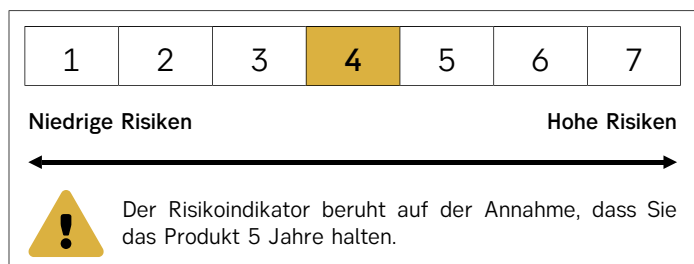 1 2 3 4 5 6 7
Niedrige Risiken Hohe Risiken
Der Risikoindikator beruht auf der Annahme, dass Sie
das Produkt 5 Jahre halten.